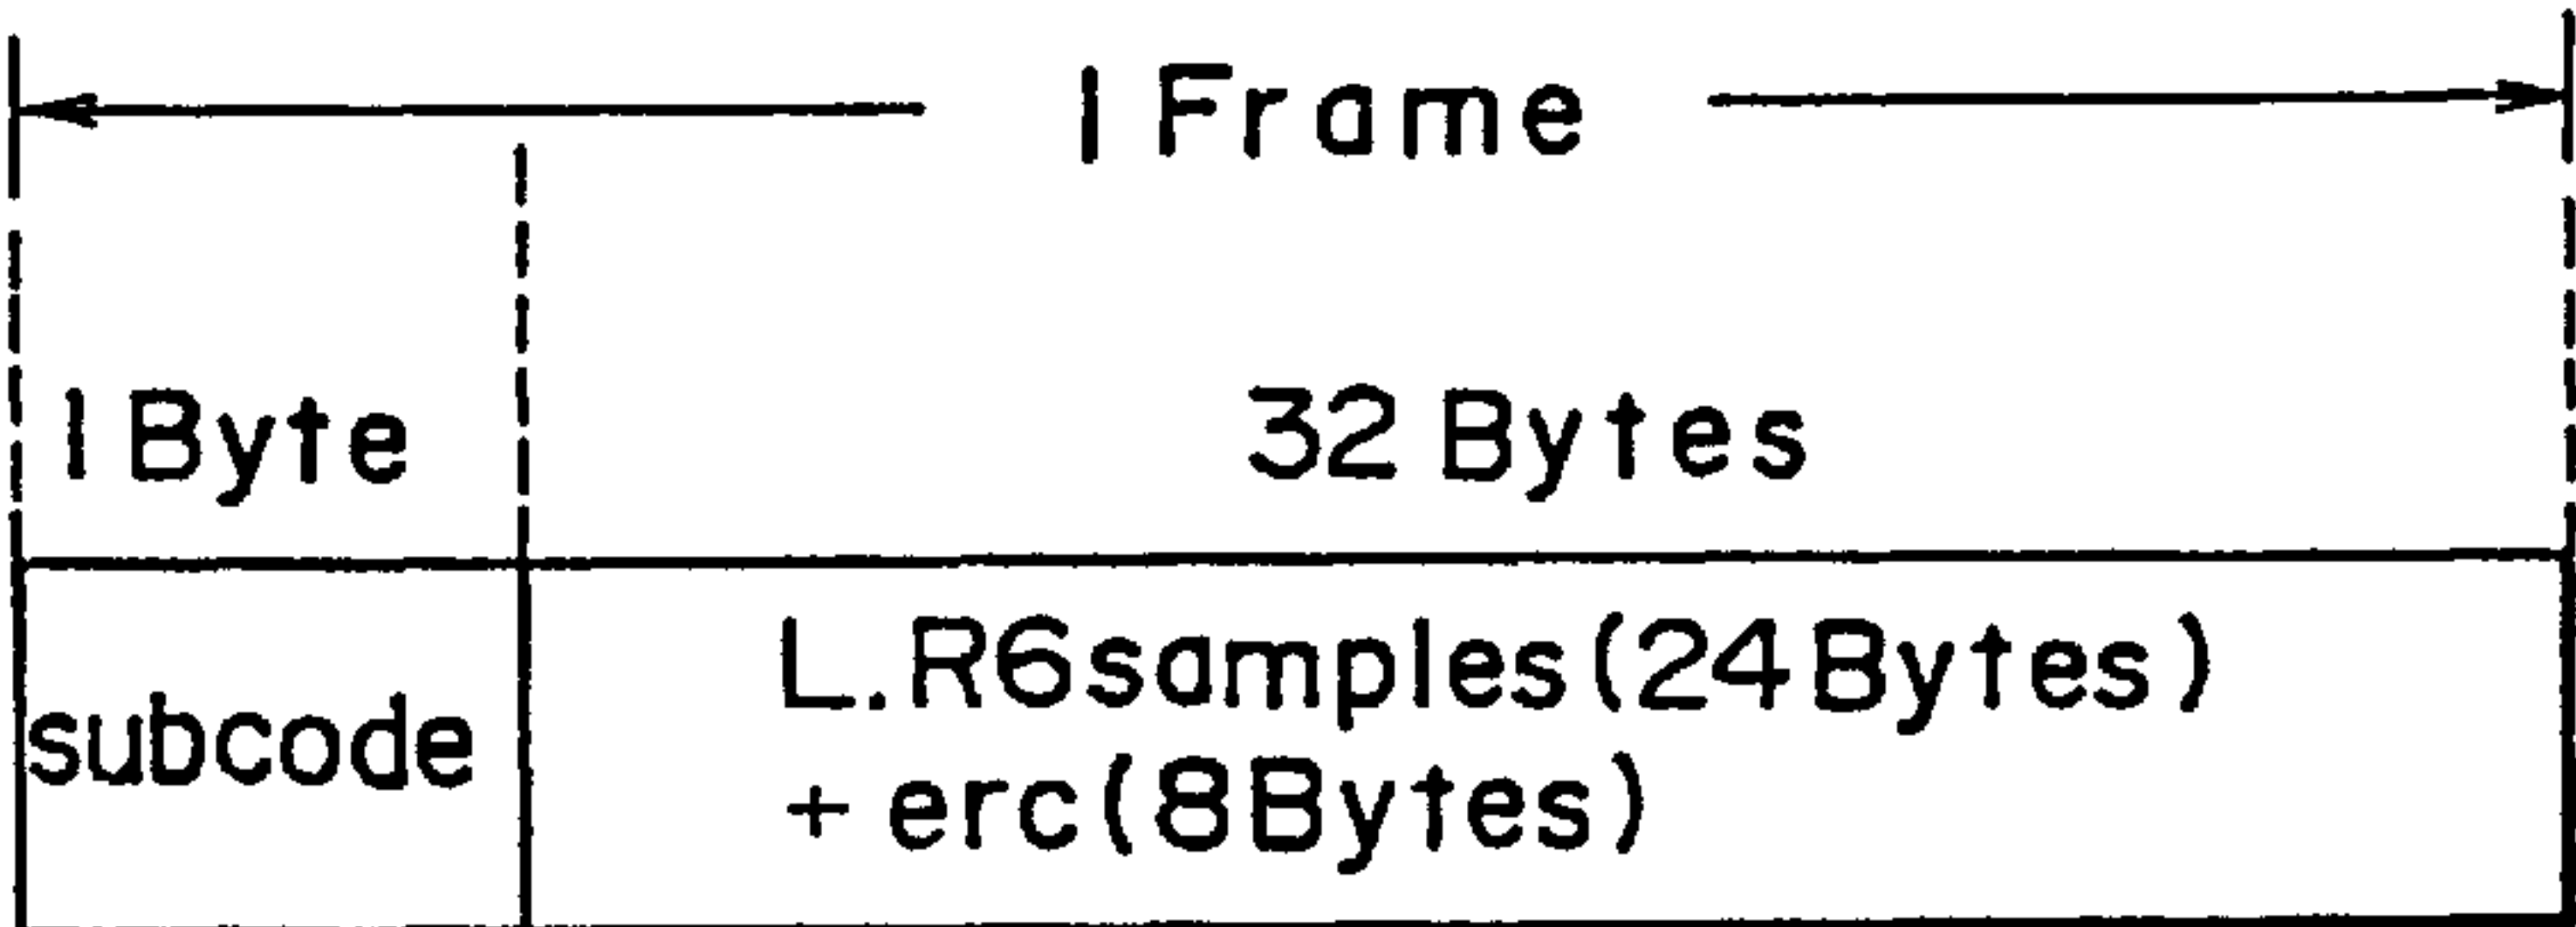 1 Frame
1 Byte
32 Bytes
subcode
L.R6samples(24Bytes)
+ erc(8Bytes)